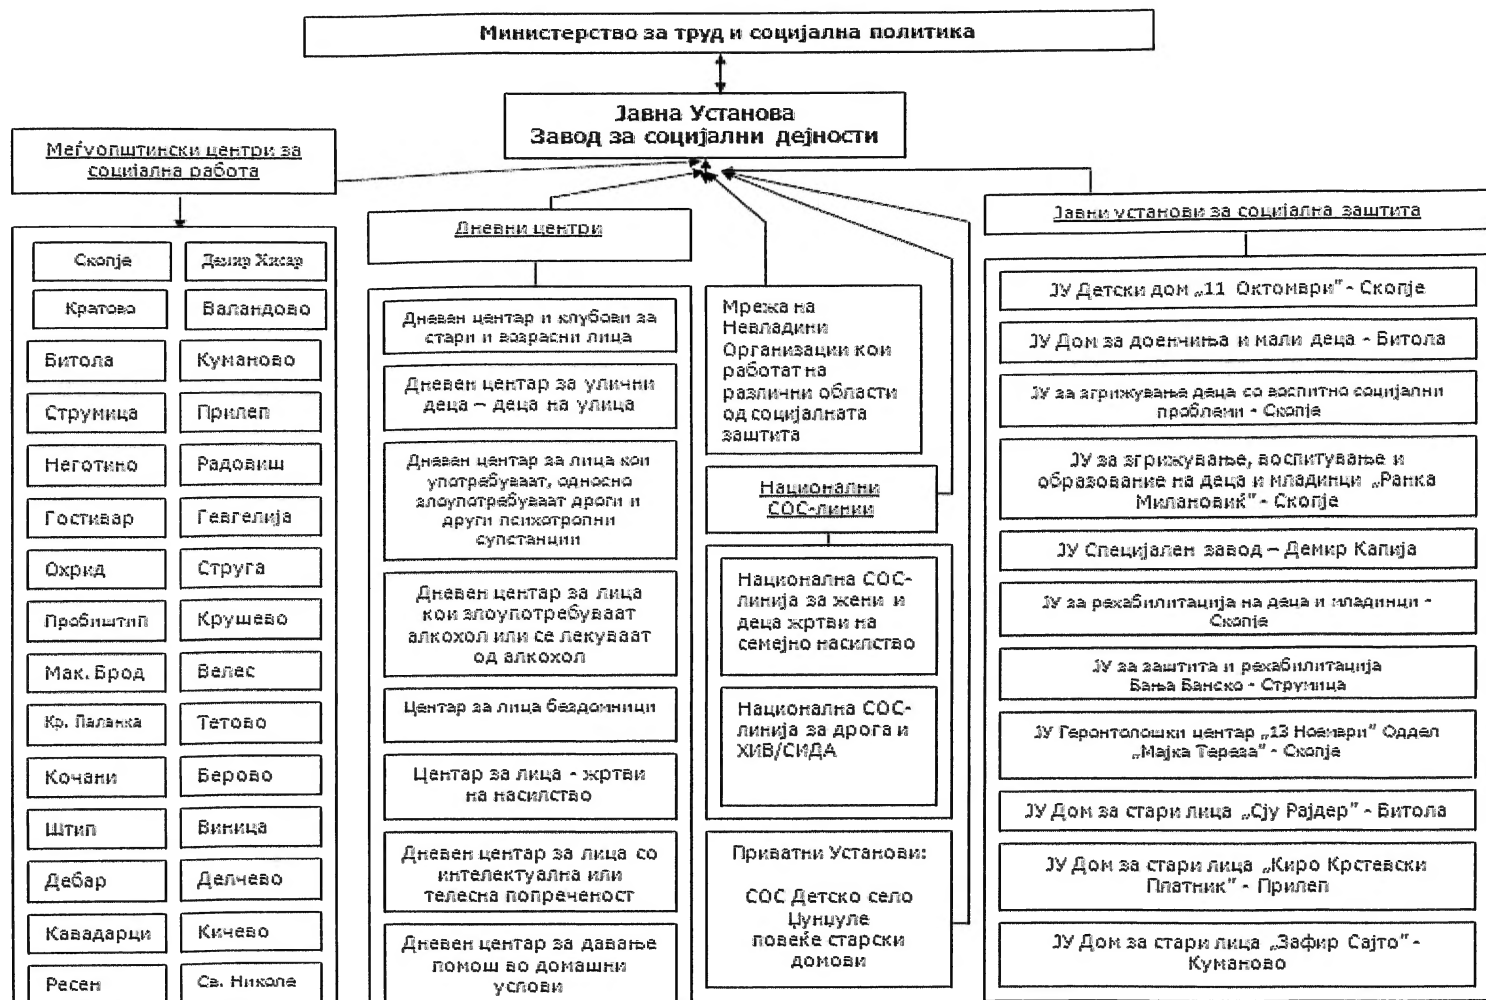 Министерство за труд и социјална политика
Јавна Установа
Завод за социјални дејности
Меѓуопштински центри за
социјална работа
Скопје
Демир Хисар
Кратово
Валандово
Битола
Куманово
Струмица
Прилеп
Неготино
Радовиш
Гостивар
Гевгелија
Охрид
Струга
Пробиштип
Крушево
Мак. Брод
Велес
Кр. Паланка
Тетово
Кочани
Берово
Штип
Виница
Дебар
Делчево
Кавадарци
Кичево
Ресен
Св. Николе
Дневни центри
Дневен центар и клубови за
стари и возрасни лица
Дневен центар за улични
деца – деца на улица
Дневен центар за лица кои
употребуваат, односно
злоупотребуваат дроги и
други психотропни
супстанции
Дневен центар за лица
кои злоупотребуваат
алкохол или се лекуваат
од алкохол
Центар за лица бездомници
Центар за лица - жртви
на насилство
Дневен центар за лица со
интелектуална или
телесна попреченост
Дневен центар за давање
помош во домашни
услови
Мрежа на
Невладини
Организации кои
работат на
различни области
од социјалната
заштита
Национални
СОС-линии
Национална СОС-
линија за жени и
деца жртви на
семејно насилство
Национална СОС-
линија за дрога и
ХИВ/СИДА
Приватни Установи:
СОС Детско село
Џунџуле
повеќе старски
домови
Јавни установи за социјална заштита
ЈУ Детски дом „11 Октомври" - Скопје
ЈУ Дом за доенчиња и мали деца - Битола
ЈУ за згрижување деца со воспитно социјални
проблеми - Скопје
ЈУ за згрижување, воспитување и
образование на деца и младинци „Ранка
Милановиќ" - Скопје
ЈУ Специјален завод – Демир Капија
ЈУ за рехабилитација на деца и младинци -
Скопје
ЈУ за заштита и рехабилитација
Бања Банско - Струмица
ЈУ Геронтолошки центар „13 Ноември" Оддел
„Мајка Тереза" - Скопје
ЈУ Дом за стари лица „Сју Рајдер" - Битола
ЈУ Дом за стари лица „Киро Крстевски
Платник" - Прилеп
ЈУ Дом за стари лица „Зафир Сајто" -
Куманово